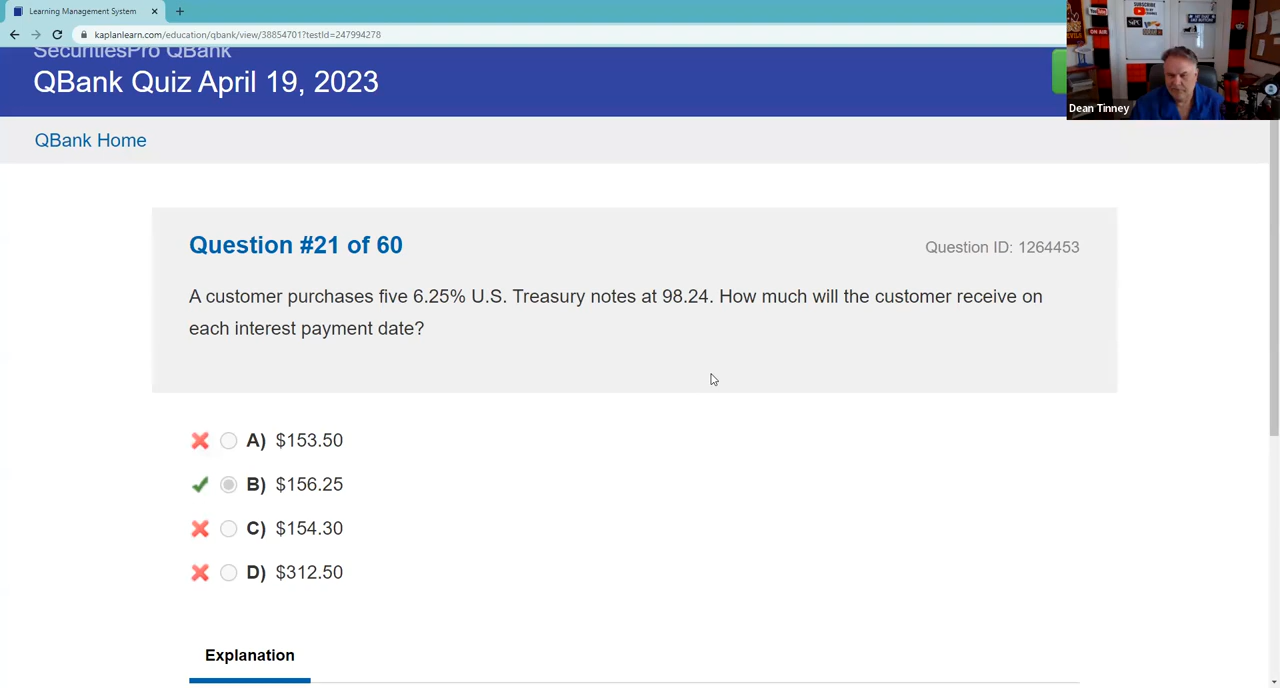 Learning Management System
kaplanlearn.com/education/qbank/view/38854701?testId=247994278
SUBSCRIBE
ON AIR
Dean Tinney
SecuritiesPro QBank
QBank Quiz April 19, 2023
QBank Home
Question #21 of 60
Question ID: 1264453
A customer purchases five 6.25% U.S. Treasury notes at 98.24. How much will the customer receive on
each interest payment date?
A) $153.50
B) $156.25
C) $154.30
D) $312.50
Explanation